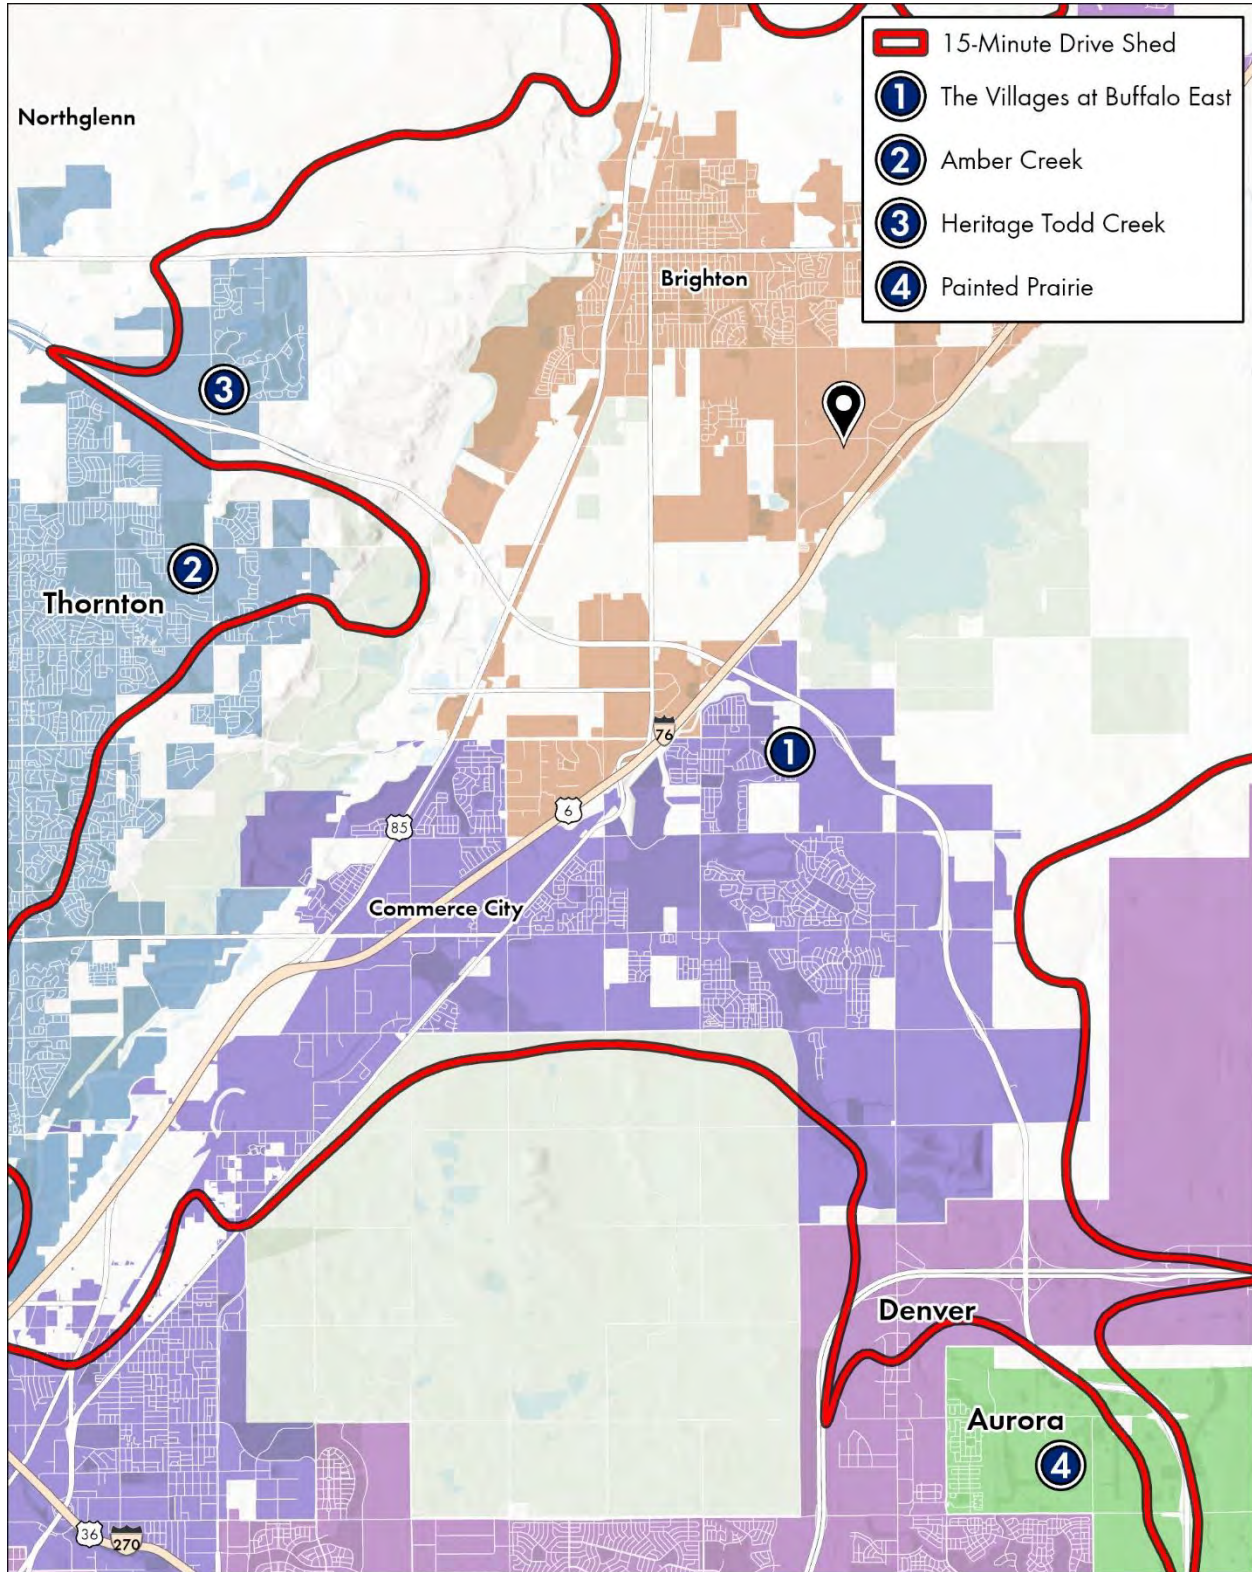 15-Minute Drive Shed
1 The Villages at Buffalo East
2 Amber Creek
3 Heritage Todd Creek
4 Painted Prairie
Northglenn
Brighton
3
2
Thornton
76
1
6
85
Commerce City
Denver
Aurora
4
36
270